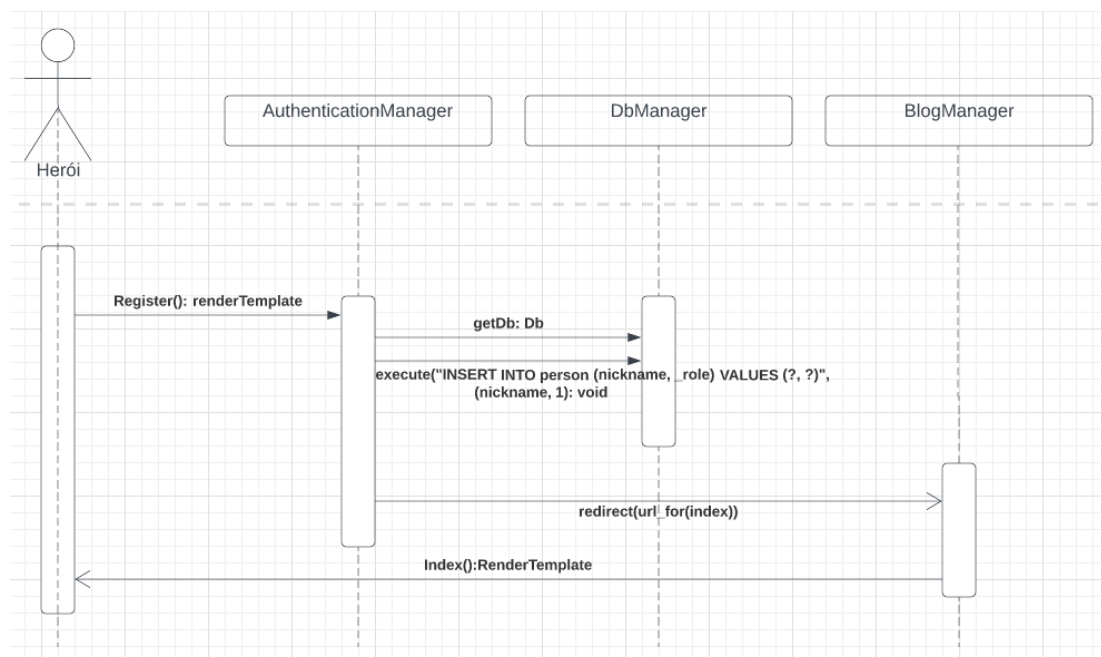 Herói
AuthenticationManager
DbManager
BlogManager
Register(): renderTemplate
getDb: Db
execute("INSERT INTO person (nickname, _role) VALUES (?, ?)",
(nickname, 1): void
redirect(url_for(index))
Index():RenderTemplate